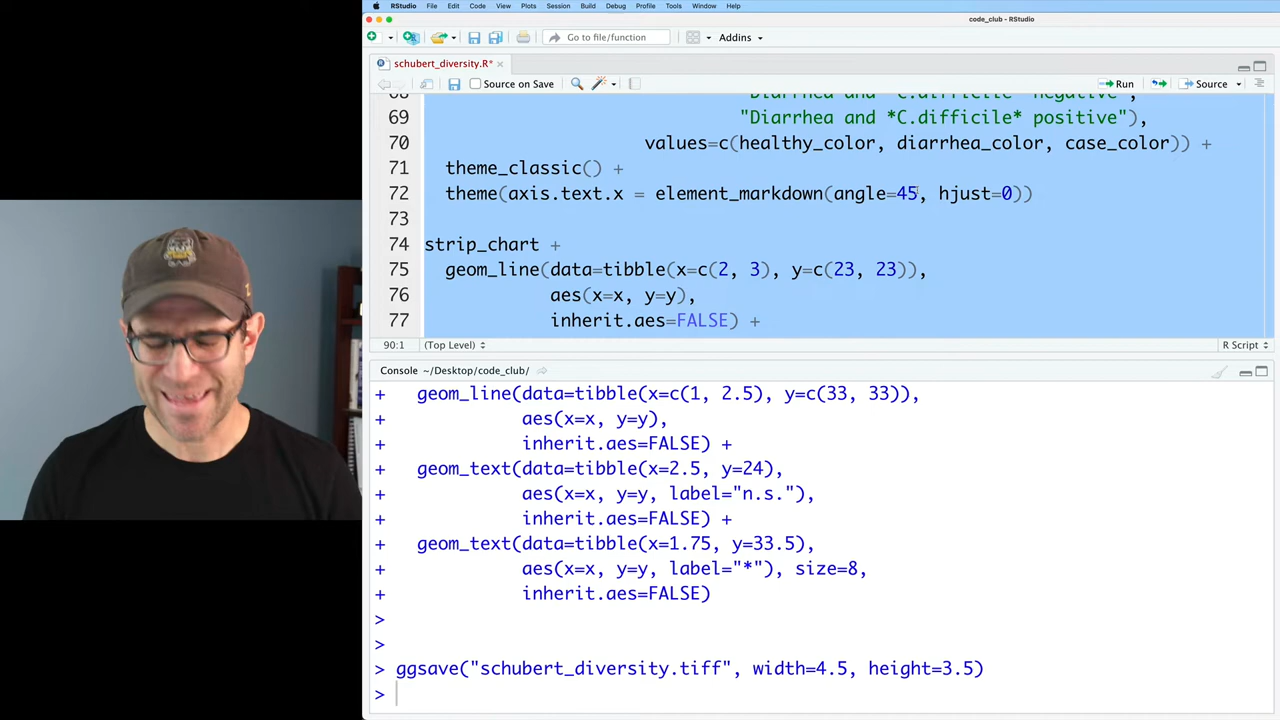 RStudio File Edit Code View Plots Session Build Debug Profile Tools Window Help
code_club - RStudio
Go to file/function Addins
schubert_diversity.R*
Source on Save Run Source
68 "Diarrhea and *C.difficile* negative",
69 "Diarrhea and *C.difficile* positive"),
70 values=c(healthy_color, diarrhea_color, case_color)) +
71 theme_classic() +
72 theme(axis.text.x = element_markdown(angle=45, hjust=0))
73
74 strip_chart +
75 geom_line(data=tibble(x=c(2, 3), y=c(23, 23)),
76 aes(x=x, y=y),
77 inherit.aes=FALSE) +
90:1 (Top Level) R Script
Console ~/Desktop/code_club/
+ geom_line(data=tibble(x=c(1, 2.5), y=c(33, 33)),
+ aes(x=x, y=y),
+ inherit.aes=FALSE) +
+ geom_text(data=tibble(x=2.5, y=24),
+ aes(x=x, y=y, label="n.s."),
+ inherit.aes=FALSE) +
+ geom_text(data=tibble(x=1.75, y=33.5),
+ aes(x=x, y=y, label="*"), size=8,
+ inherit.aes=FALSE)
>
>
> ggsave("schubert_diversity.tiff", width=4.5, height=3.5)
>